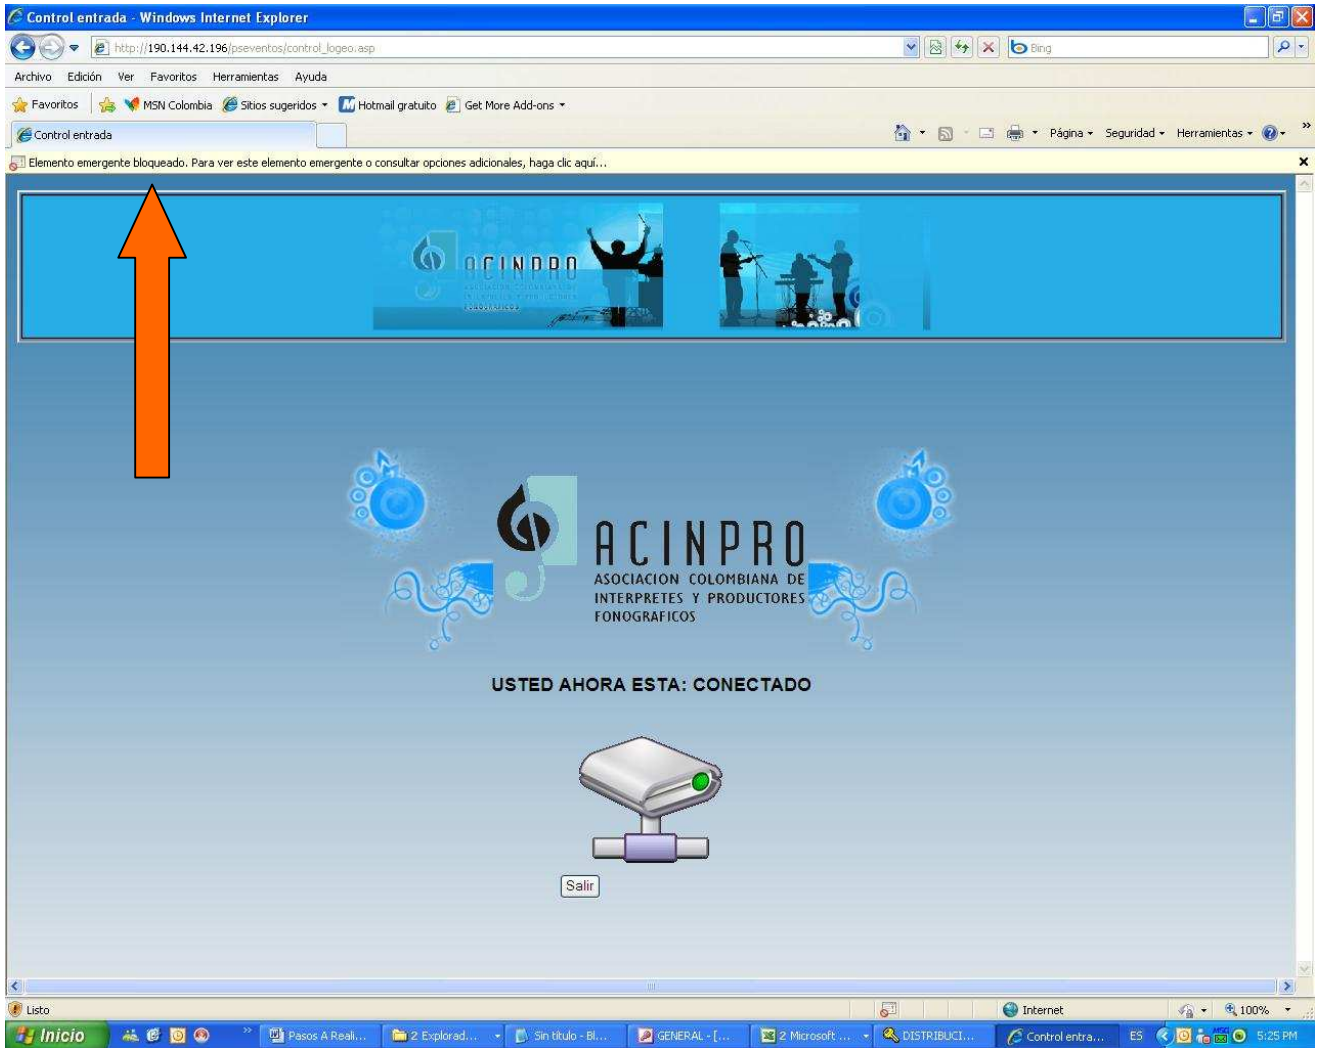 Control entrada - Windows Internet Explorer
http://190.144.42.196/pseventos/control_logeo.asp
Bing
Archivo Edición Ver Favoritos Herramientas Ayuda
Favoritos MSN Colombia Sitios sugeridos Hotmail gratuito Get More Add-ons
Control entrada
Página Seguridad Herramientas »
Elemento emergente bloqueado. Para ver este elemento emergente o consultar opciones adicionales, haga clic aquí...
ACINPRO
FONOGRAFICOS
ACINPRO
ASOCIACION COLOMBIANA DE
INTERPRETES Y PRODUCTORES
FONOGRAFICOS
USTED AHORA ESTA: CONECTADO
Salir
Listo
Internet
100%
Inicio » Pasos A Reali... 2 Explorad... Sin título - Bl... GENERAL - [... 2 Microsoft ... DISTRIBUCI... Control entra... ES 5:25 PM